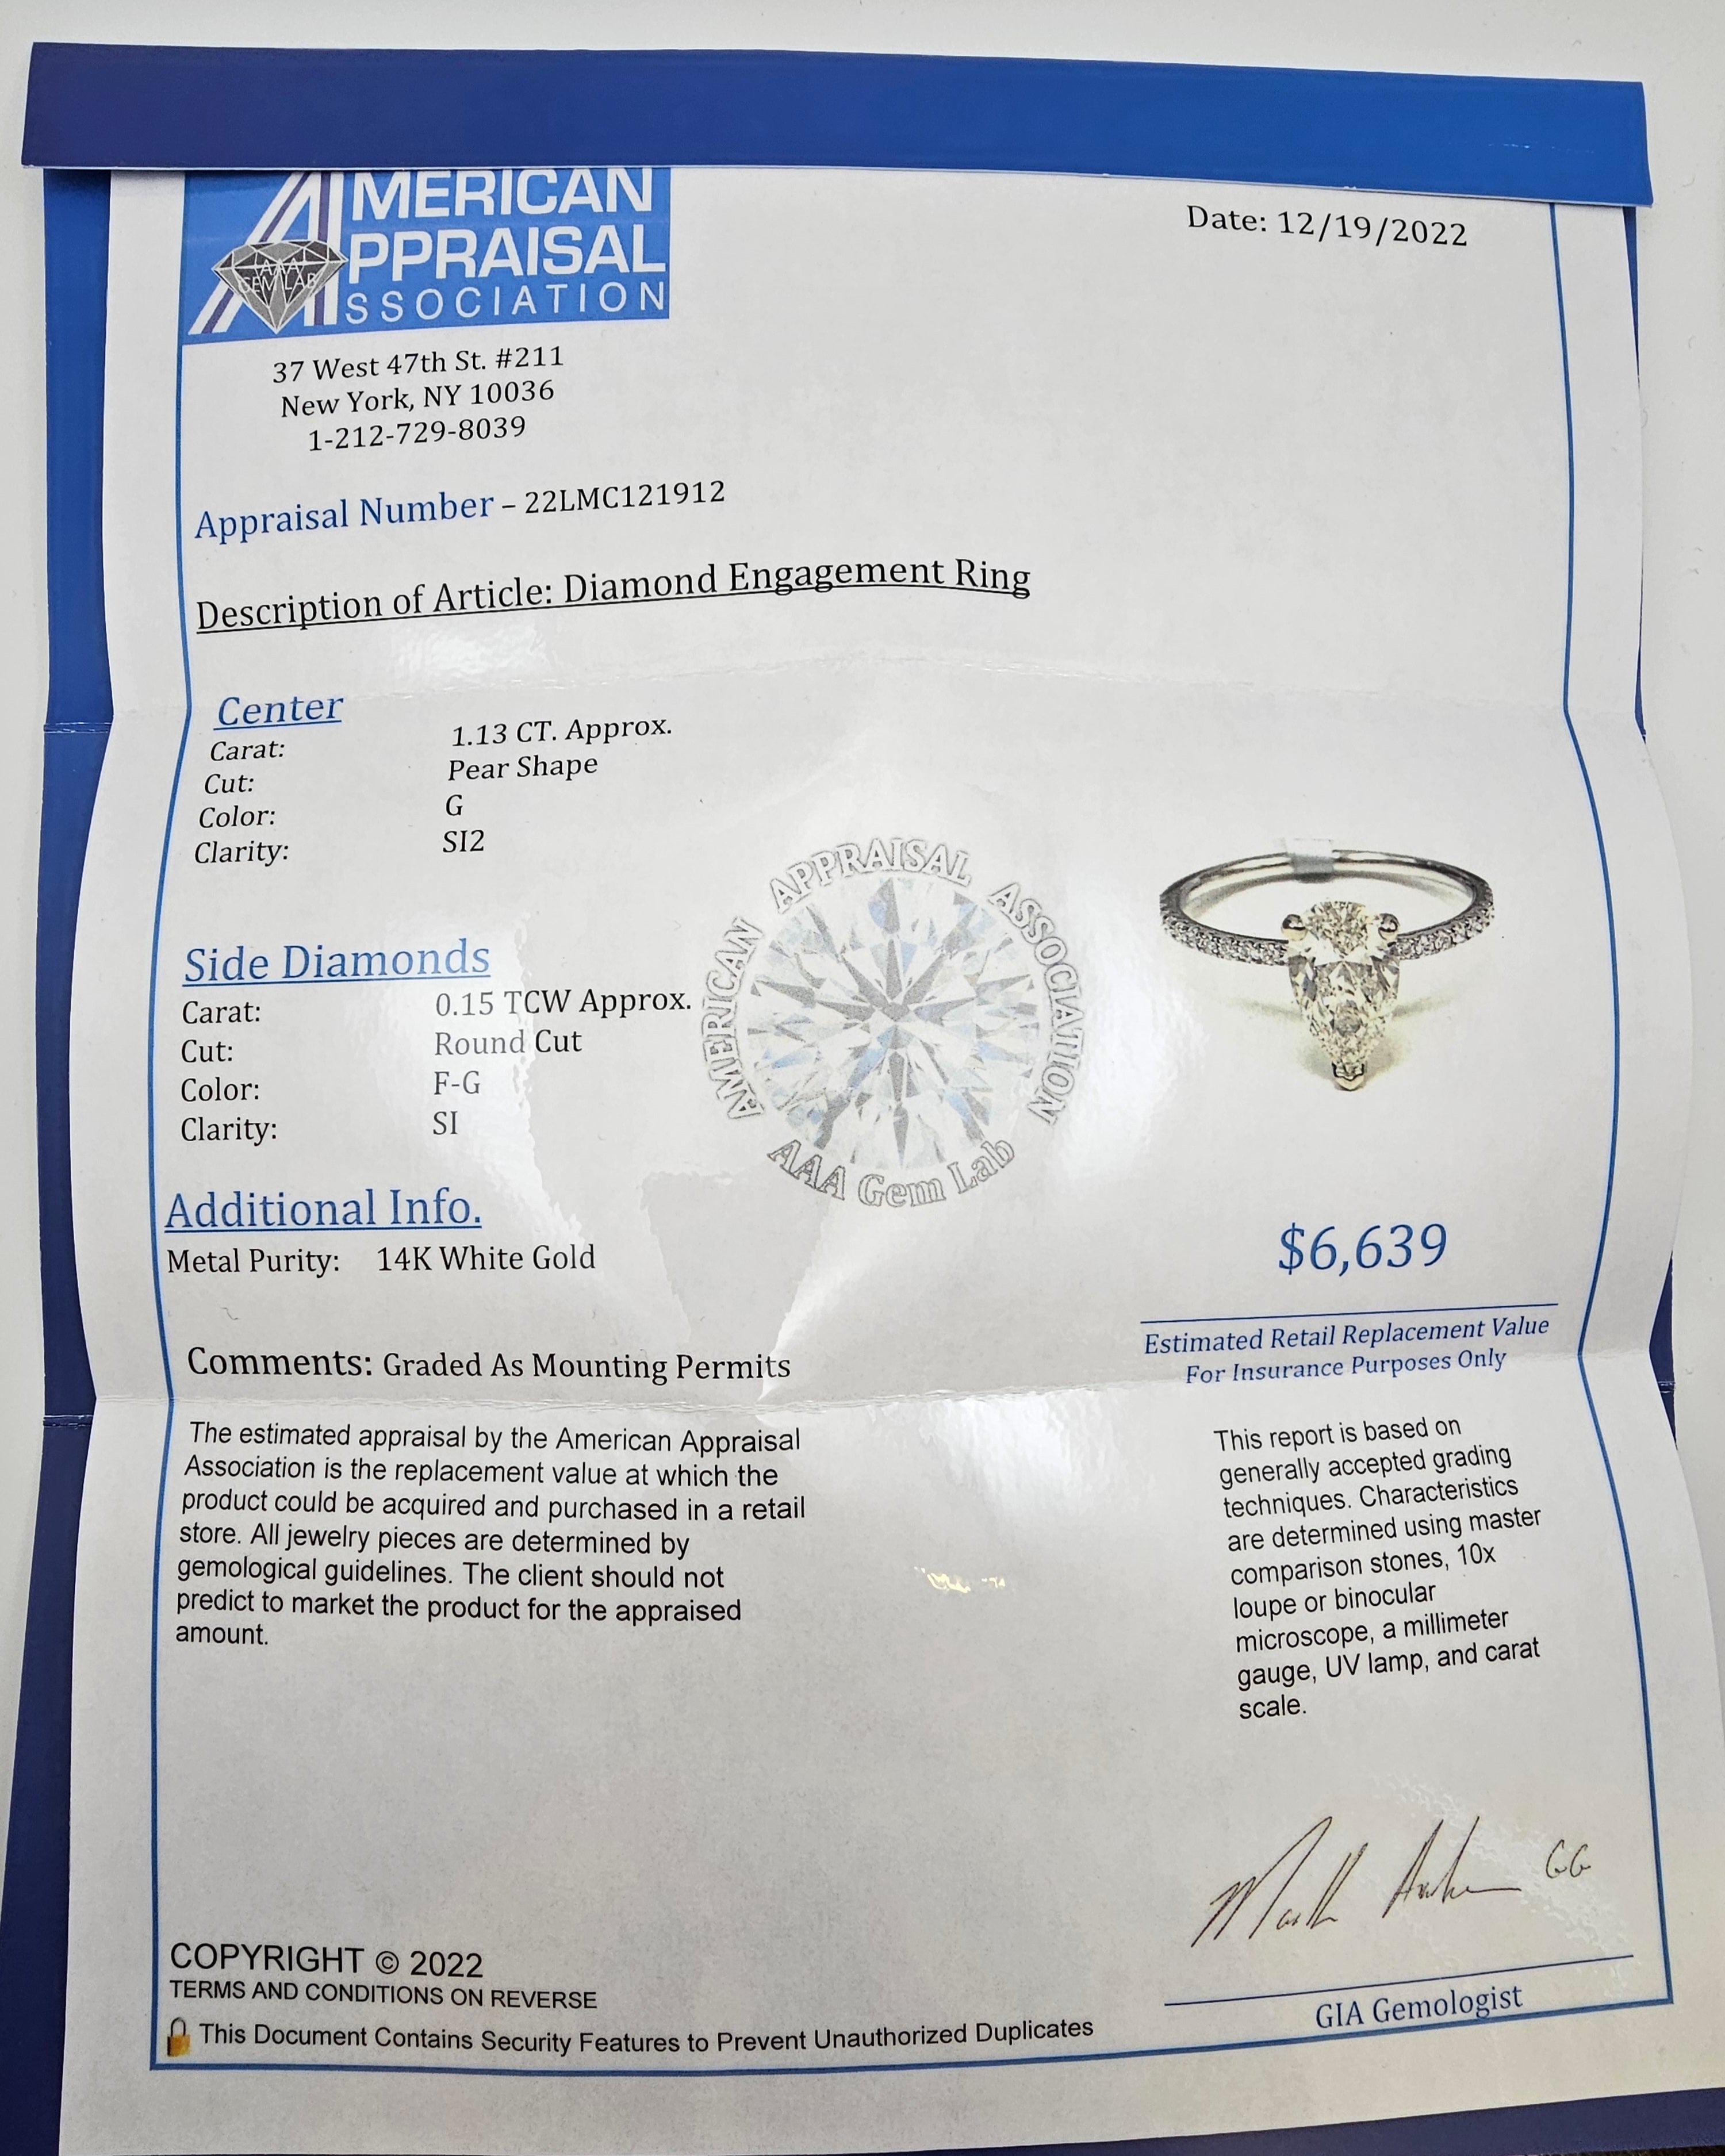 AMERICAN
APPRAISAL
ASSOCIATION
AAA
GEM LAB
Date: 12/19/2022
37 West 47th St. #211
New York, NY 10036
1-212-729-8039
Appraisal Number – 22LMC121912
Description of Article: Diamond Engagement Ring
Center
Carat: 1.13 CT. Approx.
Cut: Pear Shape
Color: G
Clarity: SI2
Side Diamonds
Carat: 0.15 TCW Approx.
Cut: Round Cut
Color: F-G
Clarity: SI
AMERICAN APPRAISAL ASSOCIATION
AAA Gem Lab
Additional Info.
Metal Purity: 14K White Gold
$6,639
Estimated Retail Replacement Value
For Insurance Purposes Only
Comments: Graded As Mounting Permits
The estimated appraisal by the American Appraisal
Association is the replacement value at which the
product could be acquired and purchased in a retail
store. All jewelry pieces are determined by
gemological guidelines. The client should not
predict to market the product for the appraised
amount.
This report is based on
generally accepted grading
techniques. Characteristics
are determined using master
comparison stones, 10x
loupe or binocular
microscope, a millimeter
gauge, UV lamp, and carat
scale.
GG
GIA Gemologist
COPYRIGHT © 2022
TERMS AND CONDITIONS ON REVERSE
This Document Contains Security Features to Prevent Unauthorized Duplicates